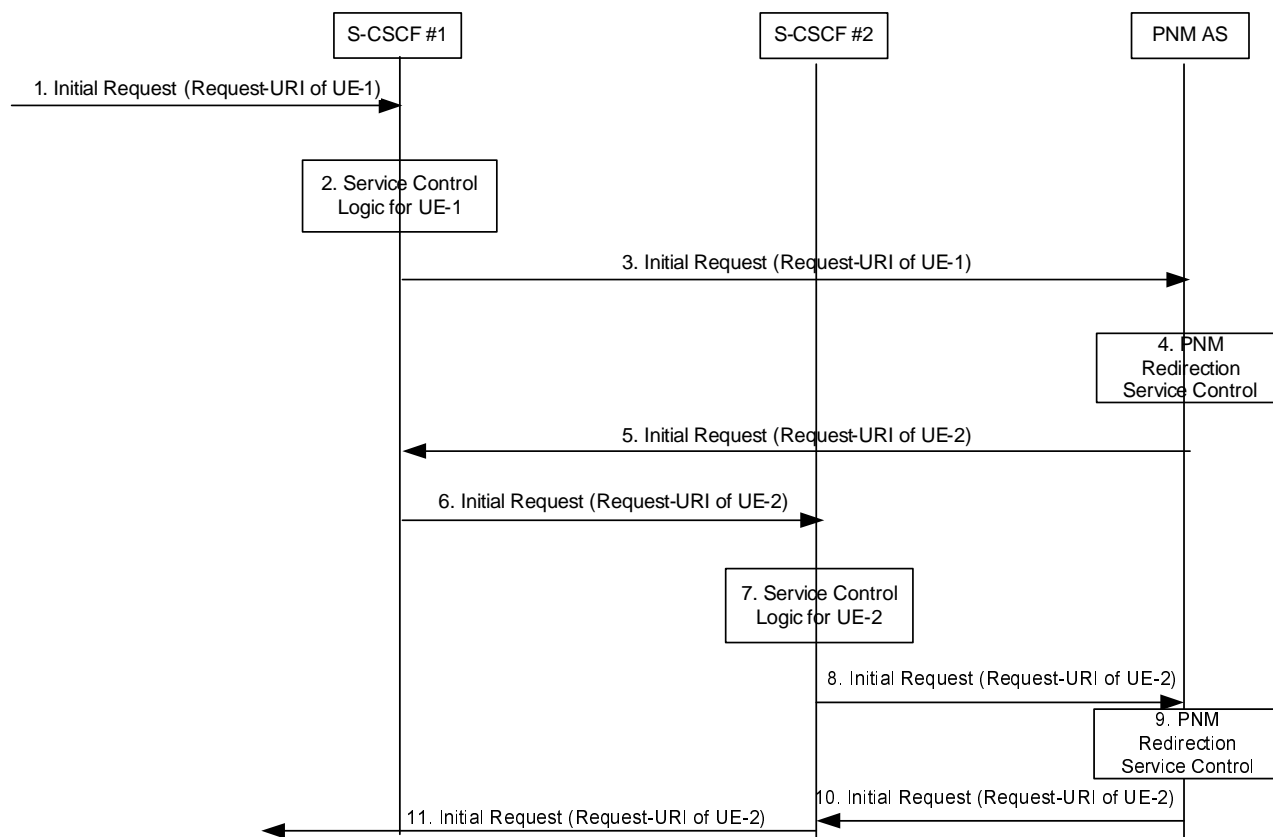 S-CSCF #1
S-CSCF #2
PNM AS
1. Initial Request (Request-URI of UE-1)
2. Service Control
Logic for UE-1
3. Initial Request (Request-URI of UE-1)
4. PNM
Redirection
Service Control
5. Initial Request (Request-URI of UE-2)
6. Initial Request (Request-URI of UE-2)
7. Service Control
Logic for UE-2
8. Initial Request (Request-URI of UE-2)
9. PNM
Redirection
Service Control
10. Initial Request (Request-URI of UE-2)
11. Initial Request (Request-URI of UE-2)